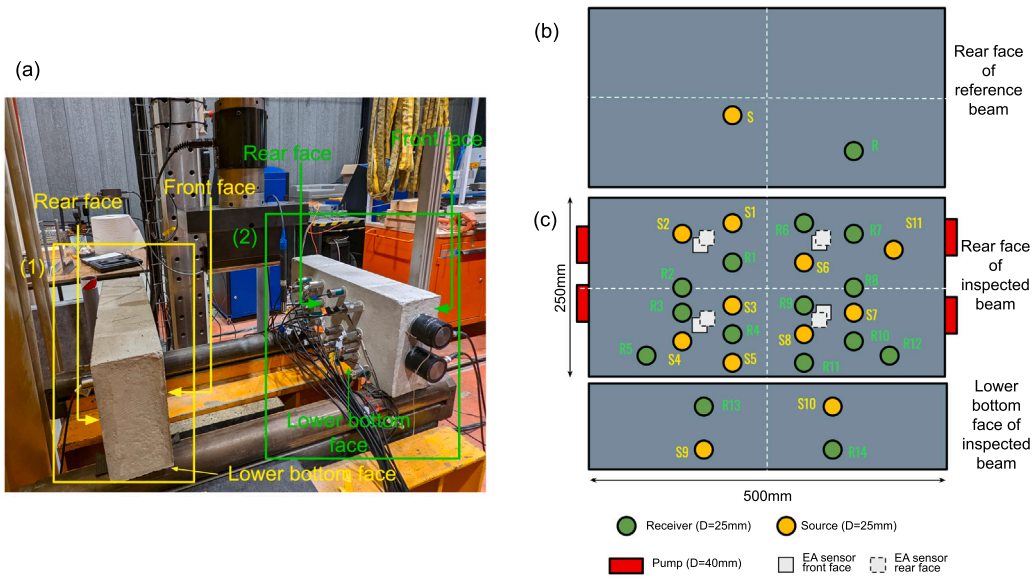 (a)
Rear face
Front face
(1)
Lower bottom face
Rear face
Front face
(2)
Lower bottom
face
(b)
S
R
Rear face
of
reference
beam
(c)
S1
S2
R6
R7
S11
R1
S6
R2
R8
R3
S3
R9
S7
R4
S8
R10
R12
R5
S4
S5
R11
Rear face of
inspected
beam
250mm
R13
S10
S9
R14
Lower
bottom
face of
inspected
beam
500mm
Receiver (D=25mm)
Source (D=25mm)
Pump (D=40mm)
EA sensor
front face
EA sensor
rear face